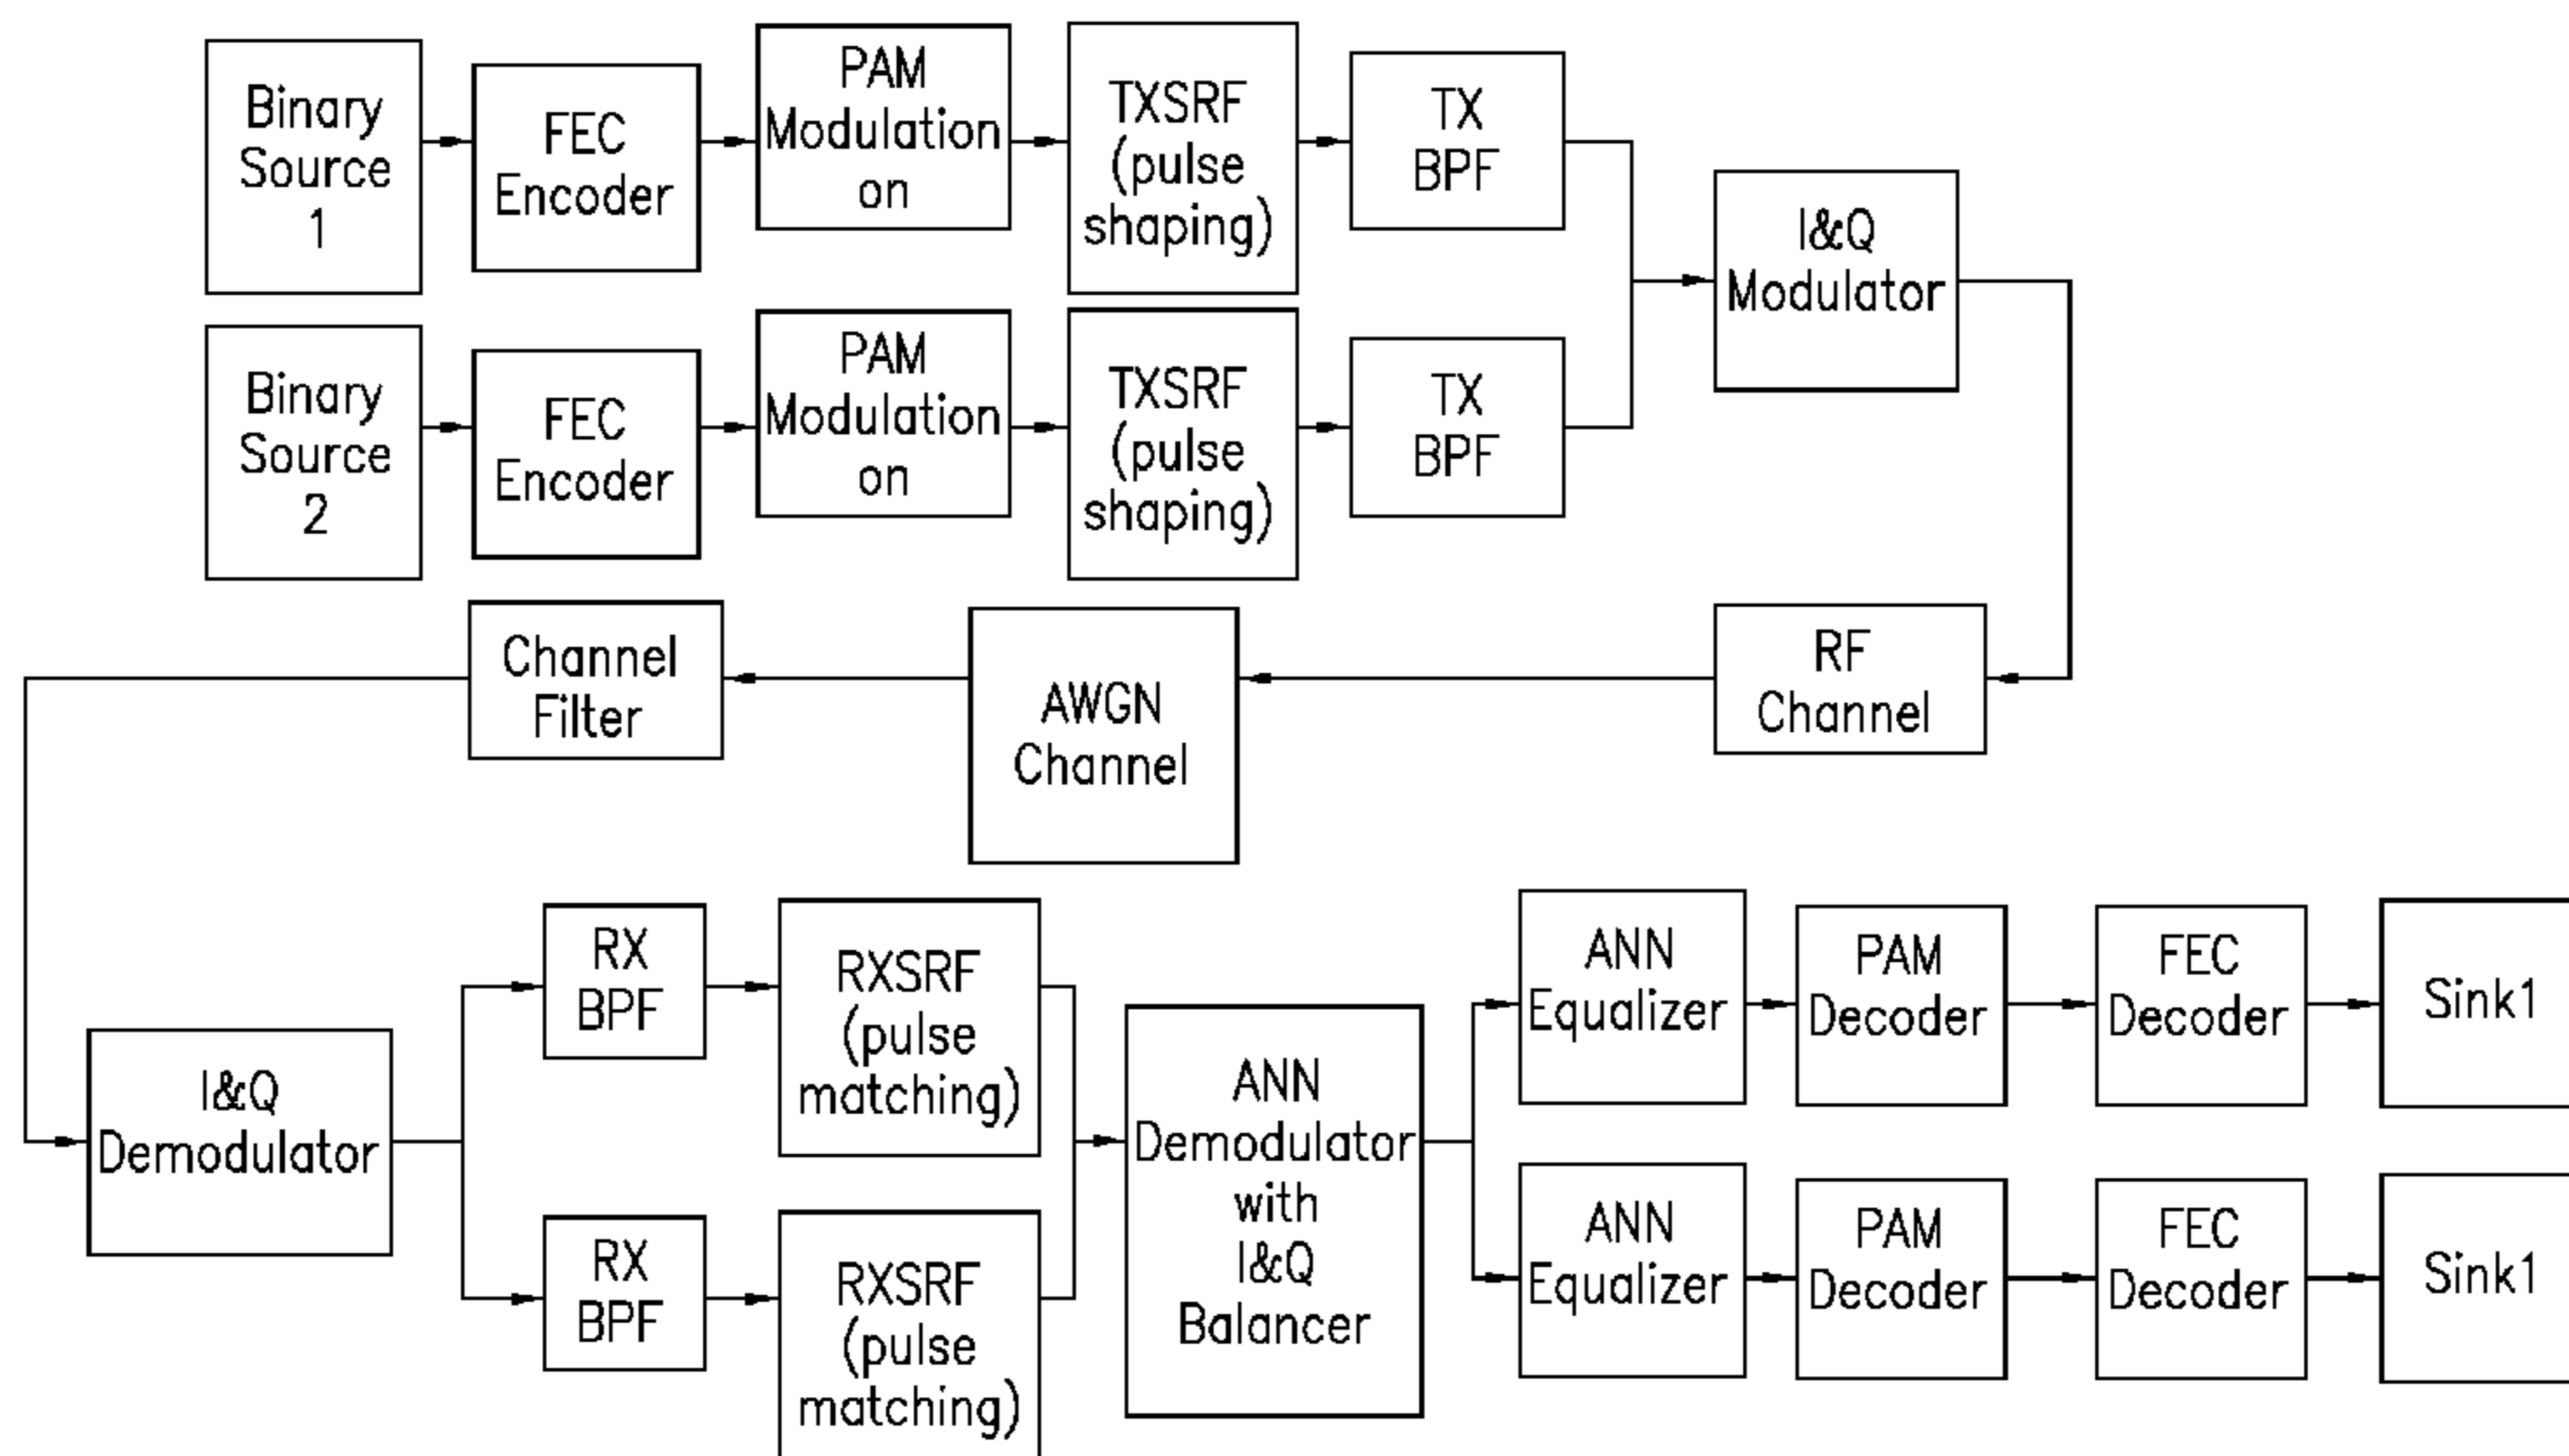 Binary
Source
1
FEC
Encoder
PAM
Modulation
on
TXSRF
(pulse
shaping)
TX
BPF
I&Q
Modulator
Binary
Source
2
FEC
Encoder
PAM
Modulation
on
TXSRF
(pulse
shaping)
TX
BPF
Channel
Filter
AWGN
Channel
RF
Channel
I&Q
Demodulator
RX
BPF
RXSRF
(pulse
matching)
RX
BPF
RXSRF
(pulse
matching)
ANN
Demodulator
with
I&Q
Balancer
ANN
Equalizer
PAM
Decoder
FEC
Decoder
Sink1
ANN
Equalizer
PAM
Decoder
FEC
Decoder
Sink1